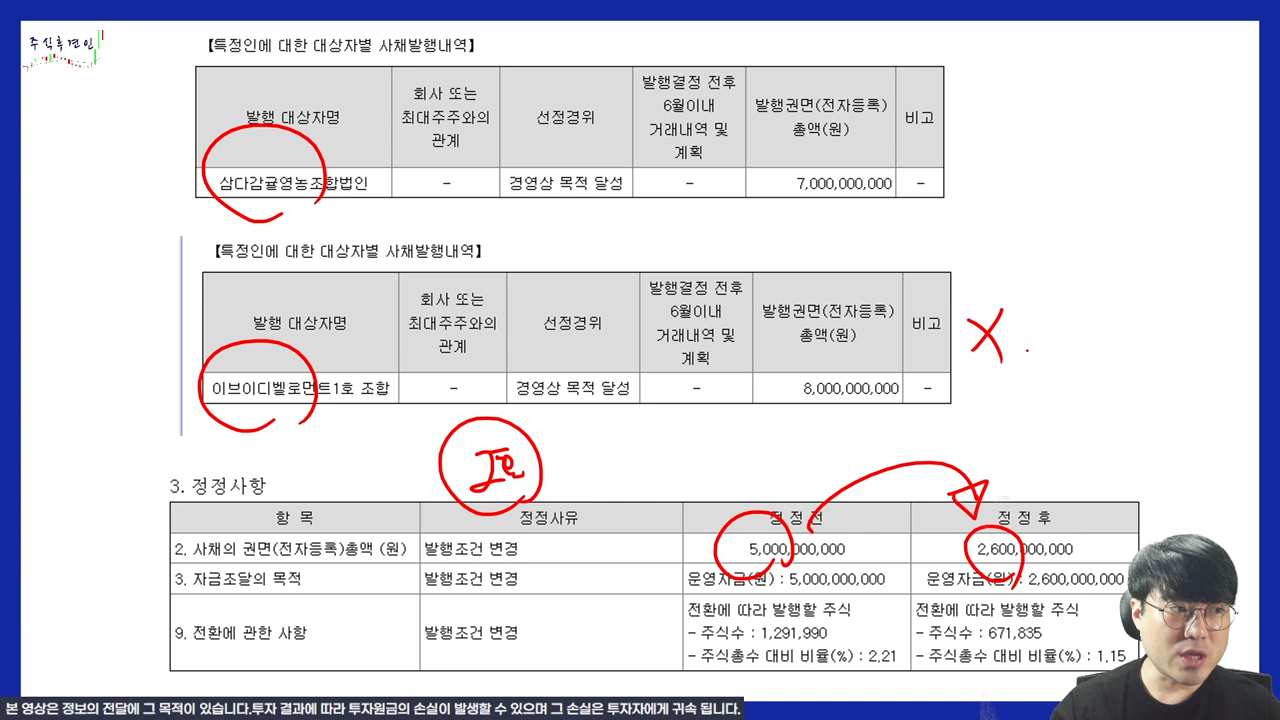 주식후견인
【특정인에 대한 대상자별 사채발행내역】
발행 대상자명
회사 또는
최대주주와의
관계
선정경위
발행결정 전후
6월이내
거래내역 및
계획
발행권면(전자등록)
총액(원)
비고
삼다감귤영농조합법인
-
경영상 목적 달성
-
7,000,000,000
-
【특정인에 대한 대상자별 사채발행내역】
발행 대상자명
회사 또는
최대주주와의
관계
선정경위
발행결정 전후
6월이내
거래내역 및
계획
발행권면(전자등록)
총액(원)
비고
이브이디벨로먼트1호 조합
-
경영상 목적 달성
-
8,000,000,000
-
X
3. 정정사항
항 목
정정사유
정 정 전
정 정 후
2. 사채의 권면(전자등록)총액 (원)
발행조건 변경
5,000,000,000
2,600,000,000
3. 자금조달의 목적
발행조건 변경
운영자금(원) : 5,000,000,000
운영자금(원) : 2,600,000,000
9. 전환에 관한 사항
발행조건 변경
전환에 따라 발행할 주식
- 주식수 : 1,291,990
- 주식총수 대비 비율(%) : 2.21
전환에 따라 발행할 주식
- 주식수 : 671,835
- 주식총수 대비 비율(%) : 1.15
본 영상은 정보의 전달에 그 목적이 있습니다.투자 결과에 따라 투자원금의 손실이 발생할 수 있으며 그 손실은 투자자에게 귀속 됩니다.